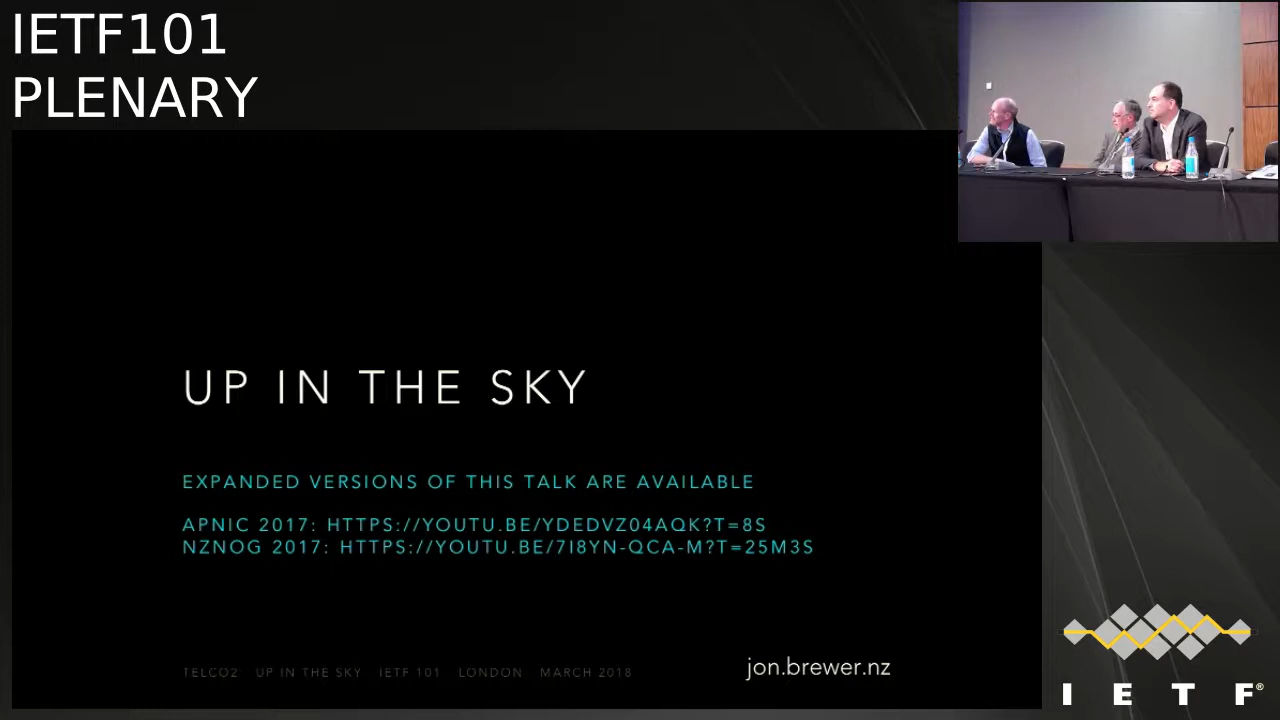 IETF101
PLENARY
UP IN THE SKY
EXPANDED VERSIONS OF THIS TALK ARE AVAILABLE
APNIC 2017: HTTPS://YOUTU.BE/YDEDVZ04AQK?T=8S
NZNOG 2017: HTTPS://YOUTU.BE/7I8YN-QCA-M?T=25M3S
TELCO2 UP IN THE SKY IETF 101 LONDON MARCH 2018
jon.brewer.nz
I E T F®